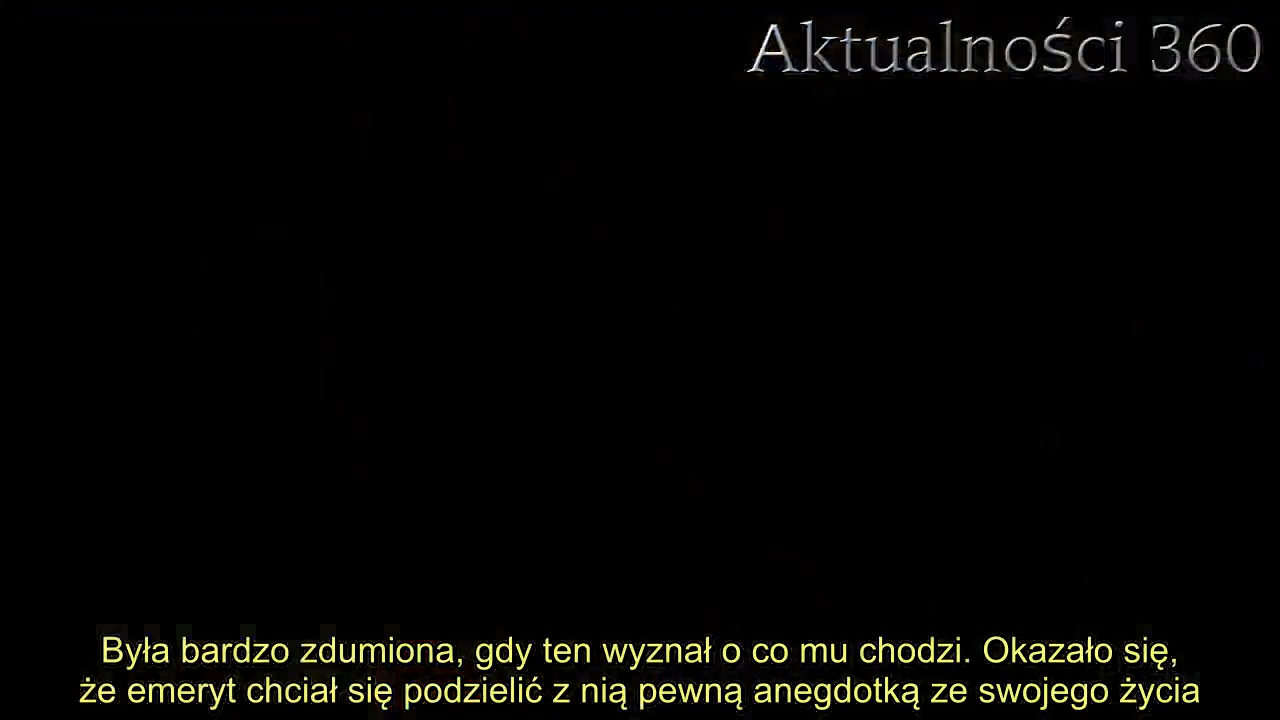 Aktualności 360
Była bardzo zdumiona, gdy ten wyznał o co mu chodzi. Okazało się,
że emeryt chciał się podzielić z nią pewną anegdotką ze swojego życia